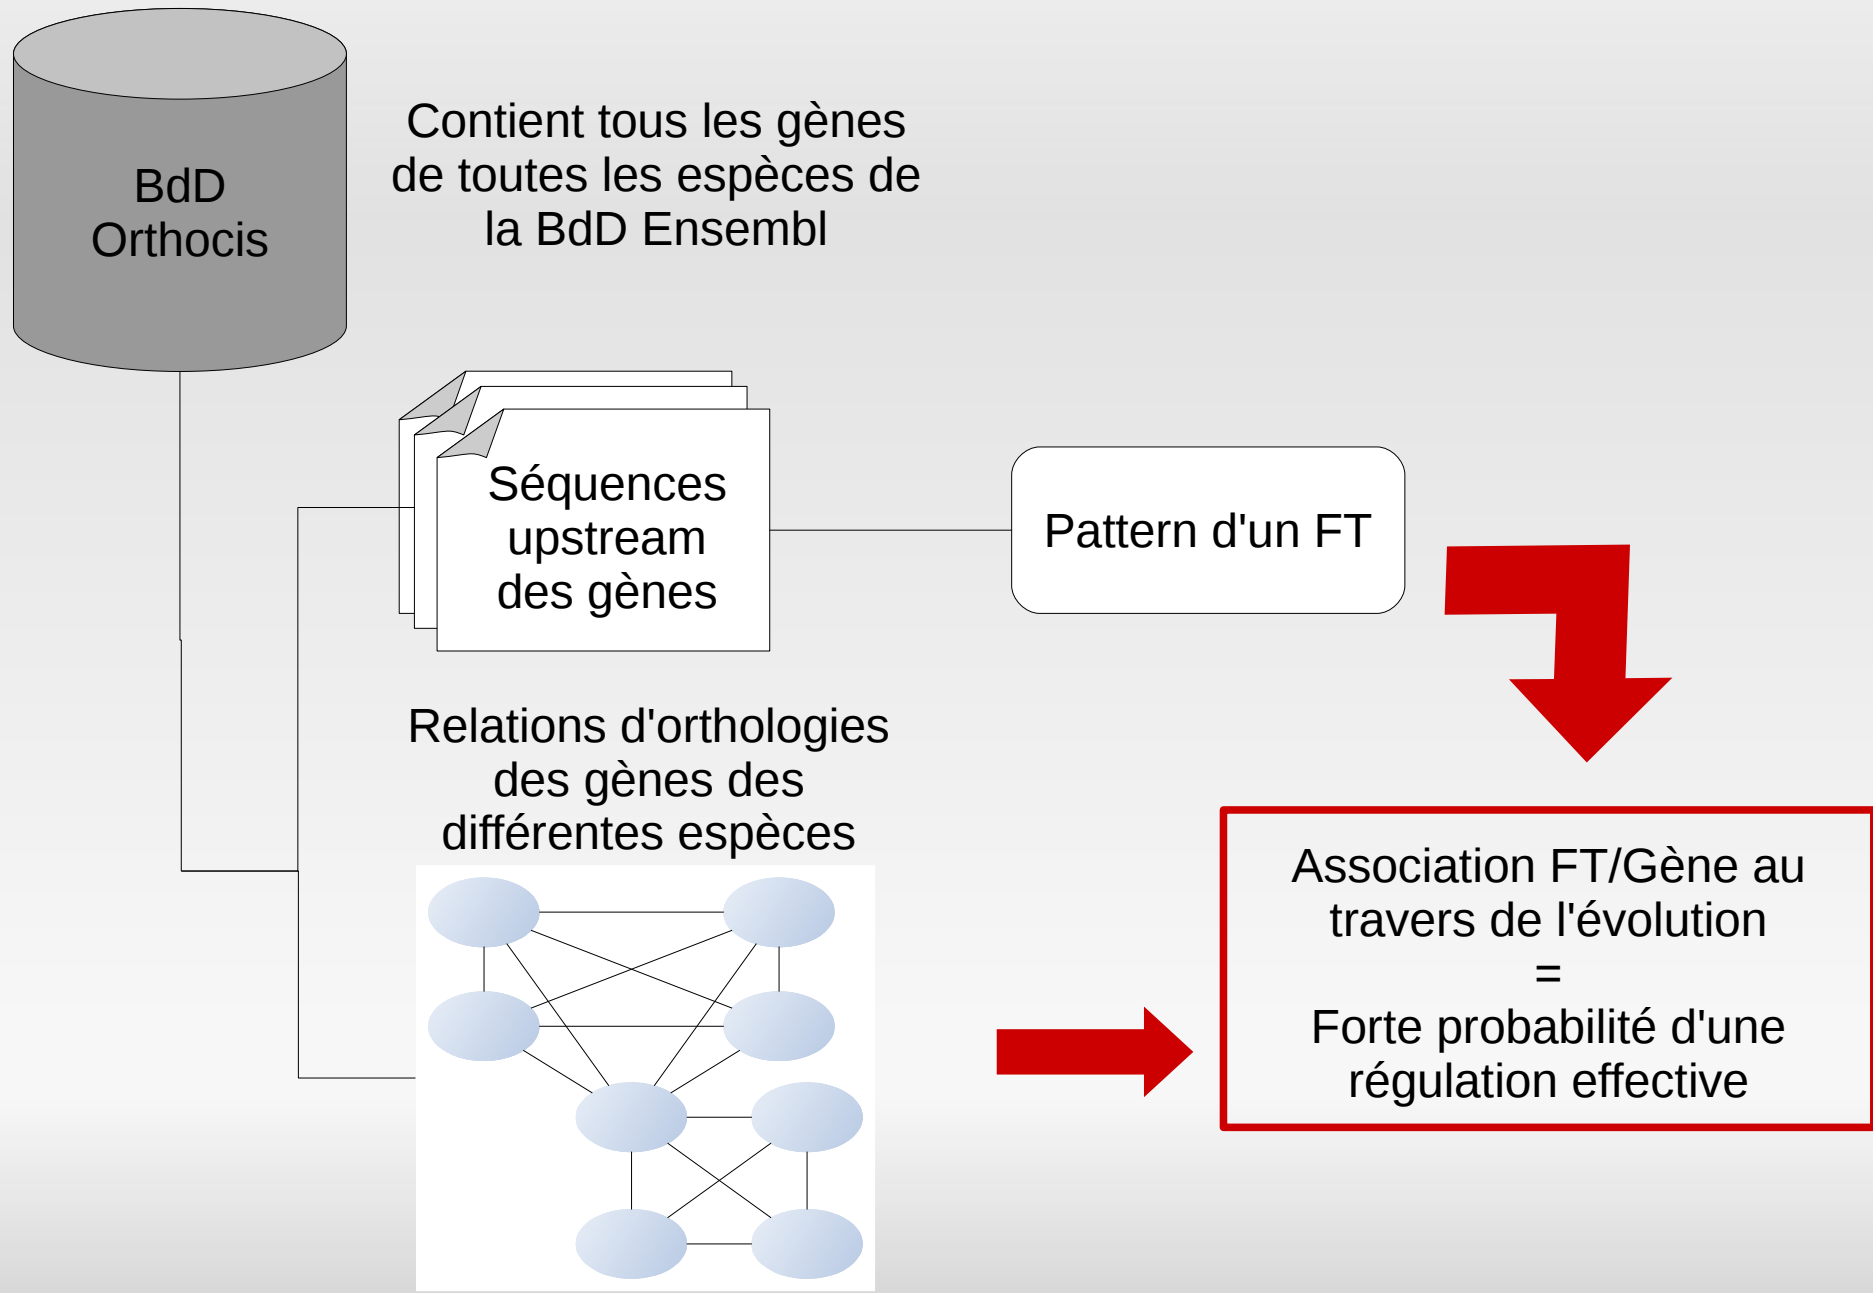 BdD
Orthocis
Contient tous les gènes
de toutes les espèces de
la BdD Ensembl
Séquences
upstream
des gènes
Pattern d'un FT
Relations d'orthologies
des gènes des
différentes espèces
Association FT/Gène au
travers de l'évolution
=
Forte probabilité d'une
régulation effective